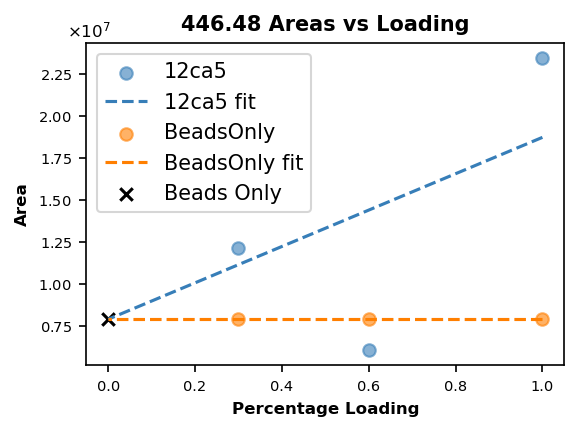 446.48 Areas vs Loading
×10⁷
12ca5
12ca5 fit
BeadsOnly
BeadsOnly fit
Beads Only
2.25
2.00
1.75
1.50
1.25
1.00
0.75
Area
0.0 0.2 0.4 0.6 0.8 1.0
Percentage Loading